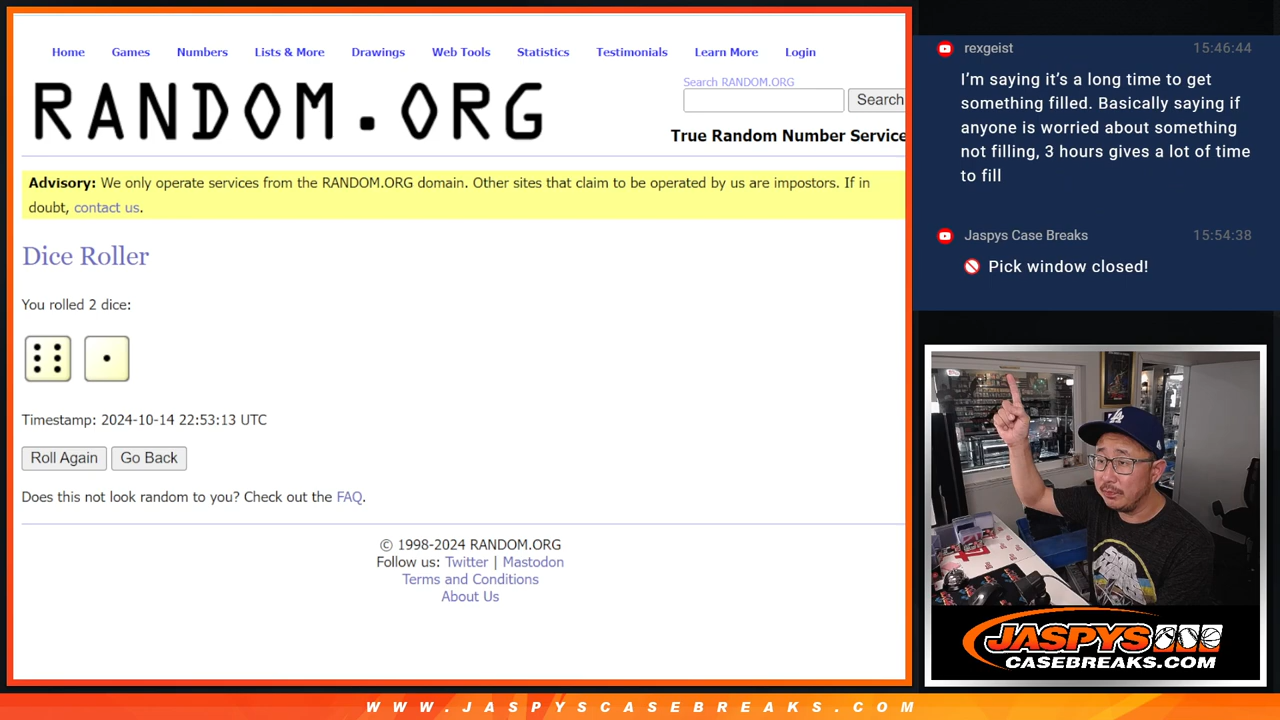 Home Games Numbers Lists & More Drawings Web Tools Statistics Testimonials Learn More Login
RANDOM.ORG
Search RANDOM.ORG
Search
True Random Number Service
Advisory: We only operate services from the RANDOM.ORG domain. Other sites that claim to be operated by us are impostors. If in
doubt, contact us.
Dice Roller
You rolled 2 dice:
Timestamp: 2024-10-14 22:53:13 UTC
Roll Again Go Back
Does this not look random to you? Check out the FAQ.
© 1998-2024 RANDOM.ORG
Follow us: Twitter | Mastodon
Terms and Conditions
About Us
rexgeist 15:46:44
I’m saying it’s a long time to get
something filled. Basically saying if
anyone is worried about something
not filling, 3 hours gives a lot of time
to fill
Jaspys Case Breaks 15:54:38
Pick window closed!
LA
JASPYS
CASEBREAKS.COM
WWW.JASPYSCASEBREAKS.COM